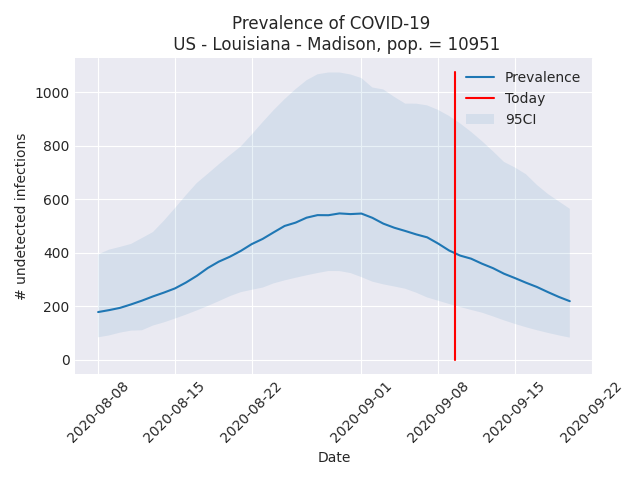 Prevalence of COVID-19
US - Louisiana - Madison, pop. = 10951
Prevalence
Today
95CI
# undetected infections
1000
800
600
400
200
0
2020-08-08
2020-08-15
2020-08-22
2020-09-01
2020-09-08
2020-09-15
2020-09-22
Date